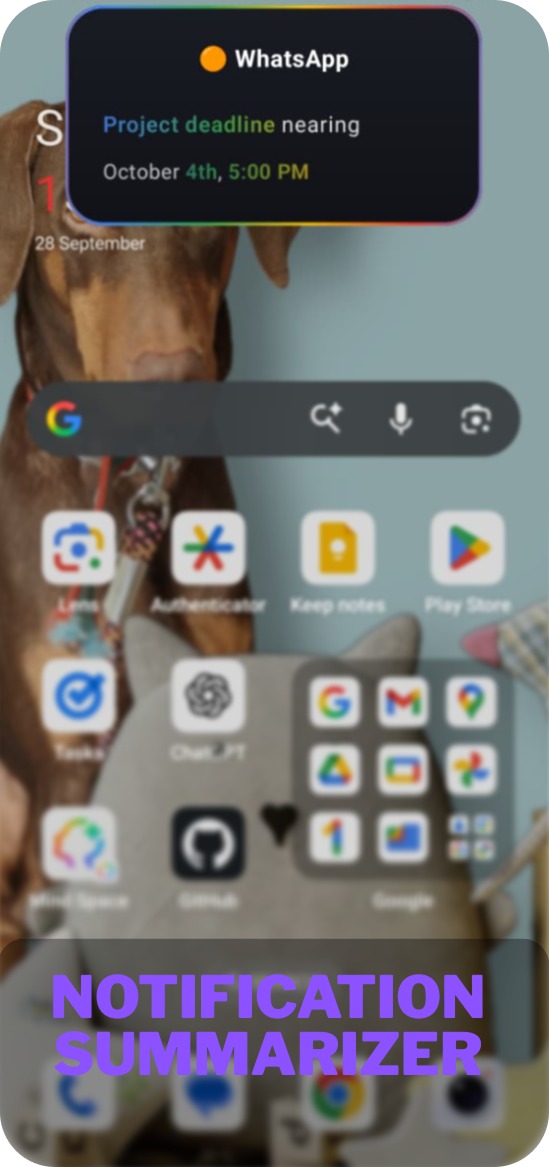 WhatsApp
Project deadline nearing
October 4th, 5:00 PM
S
1
28 September
Lens
Authenticator
Keep notes
Play Store
Tasks
ChatGPT
Mind Space
GitHub
Google
NOTIFICATION
SUMMARIZER